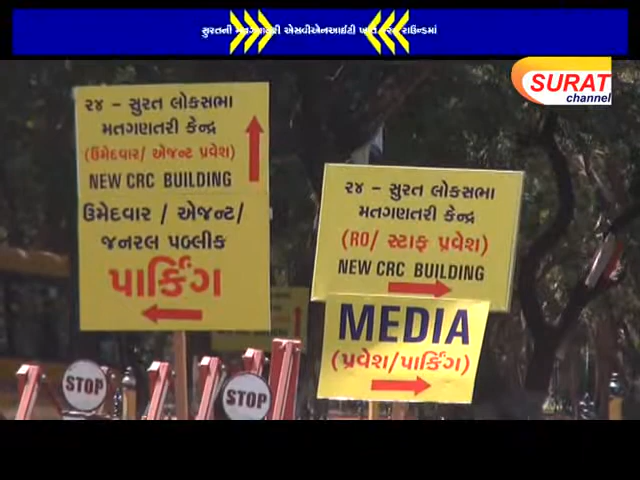 સુરતની મતગણતરી એસવીએનઆઈટી
રાઉન્ડમાં
SURAT
channel
૨૪ - સુરત લોકસભા
મતગણતરી કેન્દ્ર
(ઉમેદવાર/ એજન્ટ પ્રવેશ)
NEW CRC BUILDING
ઉમેદવાર / એજન્ટ/
જનરલ પબ્લીક
પાર્કિંગ
૨૪ - સુરત લોકસભા
મતગણતરી કેન્દ્ર
(RO/ સ્ટાફ પ્રવેશ)
NEW CRC BUILDING
MEDIA
(પ્રવેશ/પાર્કિંગ)
STOP
STOP